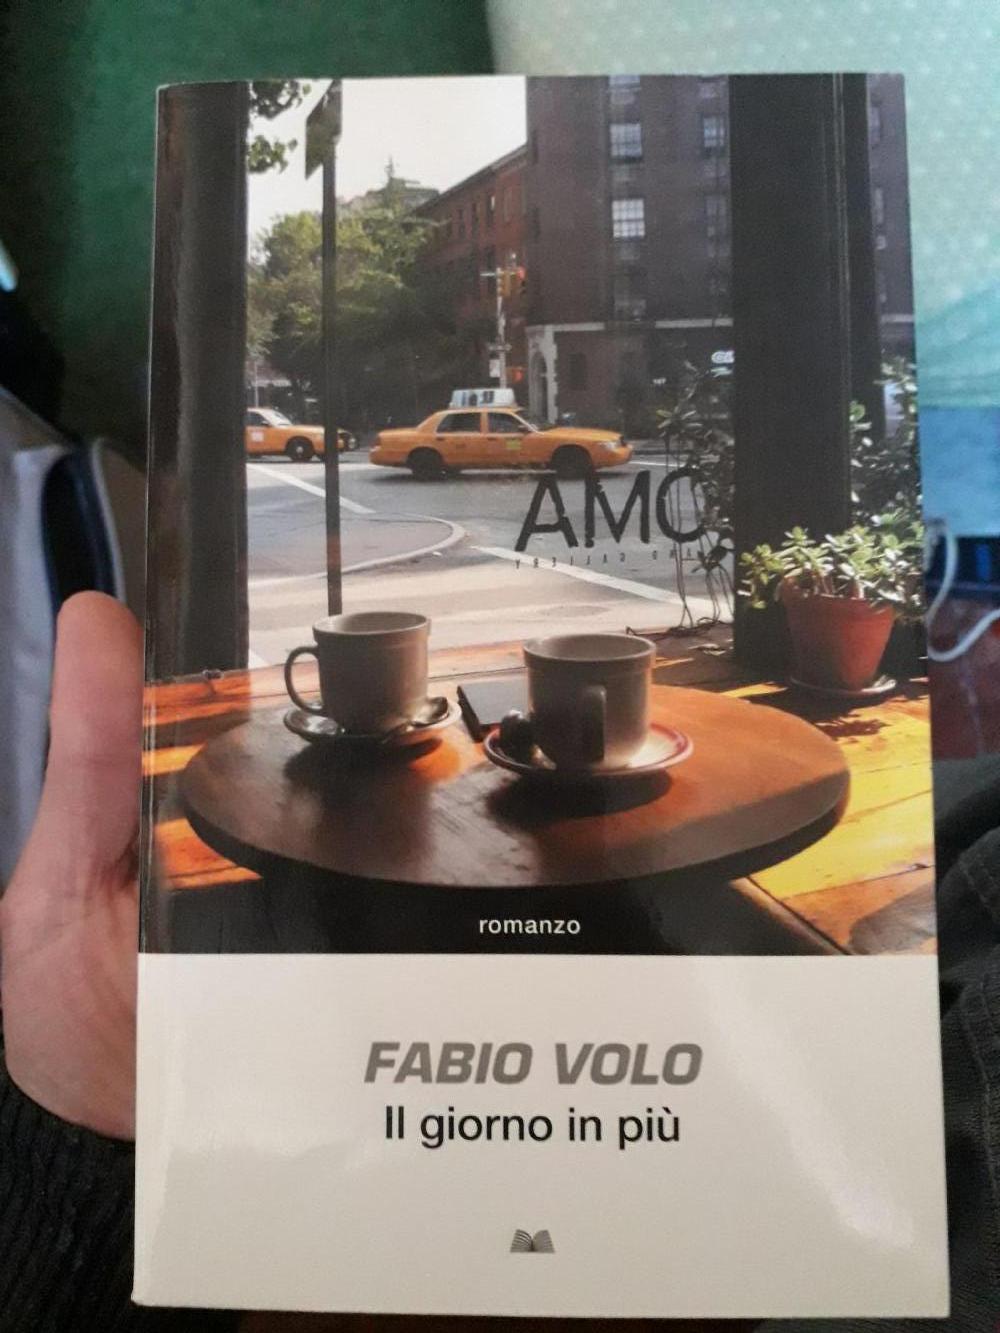 AMO
romanzo
FABIO VOLO
Il giorno in più